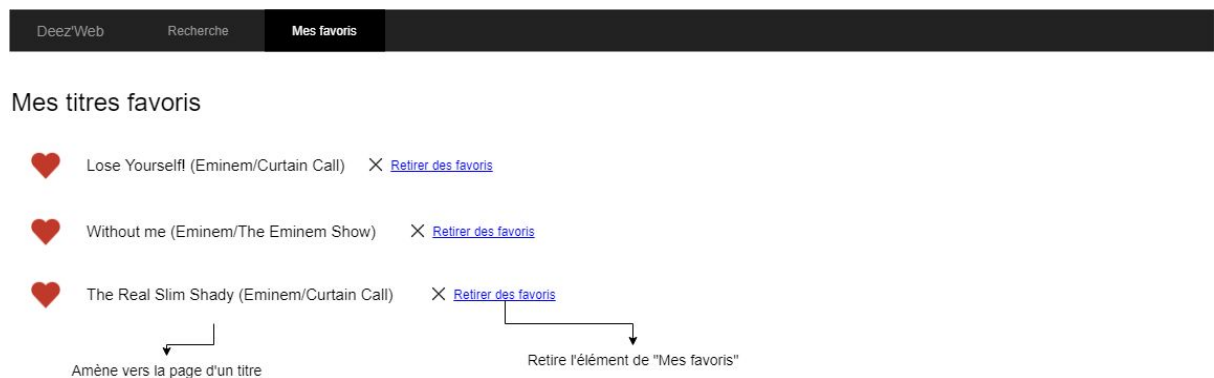 Deez'Web Recherche Mes favoris
Mes titres favoris
Lose Yourself! (Eminem/Curtain Call) Retirer des favoris
Without me (Eminem/The Eminem Show) Retirer des favoris
The Real Slim Shady (Eminem/Curtain Call) Retirer des favoris
Retire l'élément de "Mes favoris"
Amène vers la page d'un titre